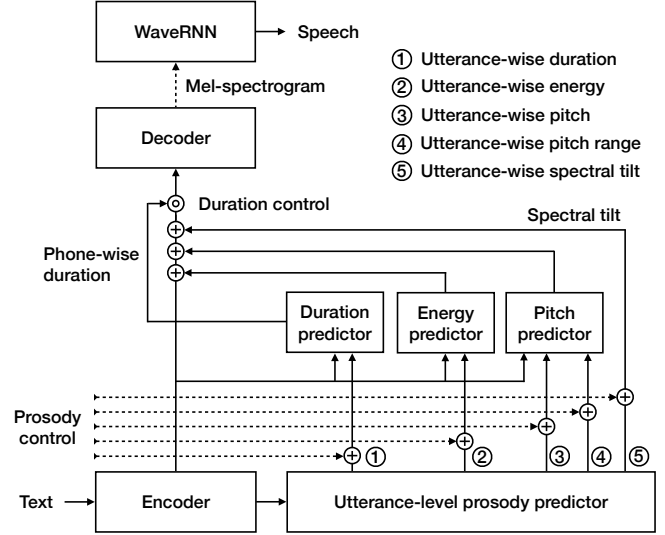 WaveRNN
Speech
① Utterance-wise duration
② Utterance-wise energy
③ Utterance-wise pitch
④ Utterance-wise pitch range
⑤ Utterance-wise spectral tilt
Mel-spectrogram
Decoder
Duration control
Spectral tilt
Phone-wise
duration
Duration
predictor
Energy
predictor
Pitch
predictor
Prosody
control
① ② ③ ④ ⑤
Text
Encoder
Utterance-level prosody predictor